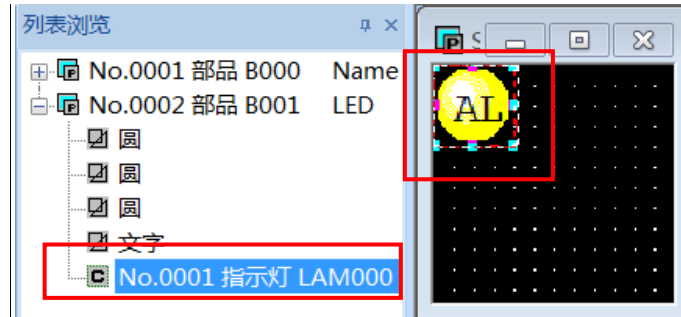 列表浏览
No.0001 部品 B000 Name
No.0002 部品 B001 LED
圆
圆
圆
文字
No.0001 指示灯 LAM000
S
AL